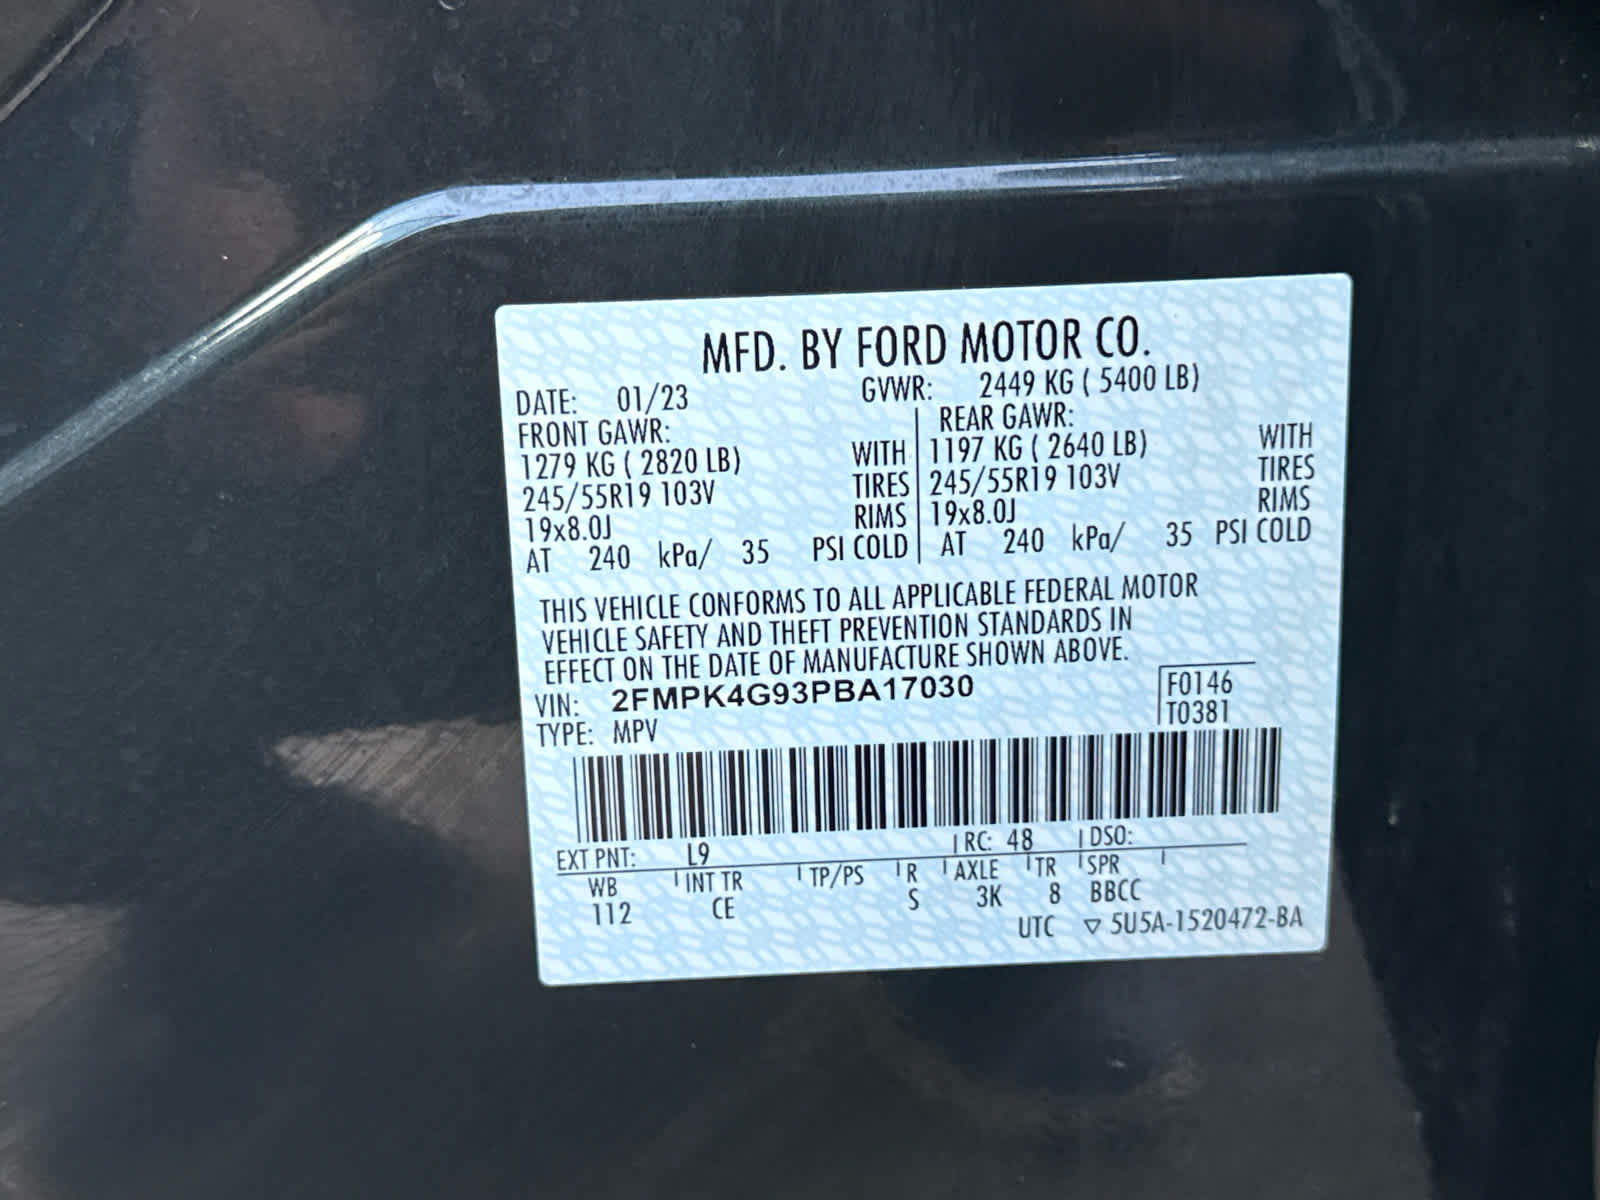 MFD. BY FORD MOTOR CO.
DATE: 01/23 GVWR: 2449 KG ( 5400 LB)
FRONT GAWR: REAR GAWR:
1279 KG ( 2820 LB) WITH 1197 KG ( 2640 LB) WITH
245/55R19 103V TIRES 245/55R19 103V TIRES
19x8.0J RIMS 19x8.0J RIMS
AT 240 kPa/ 35 PSI COLD AT 240 kPa/ 35 PSI COLD
THIS VEHICLE CONFORMS TO ALL APPLICABLE FEDERAL MOTOR
VEHICLE SAFETY AND THEFT PREVENTION STANDARDS IN
EFFECT ON THE DATE OF MANUFACTURE SHOWN ABOVE.
VIN: 2FMPK4G93PBA17030 F0146
TYPE: MPV T0381
EXT PNT: L9 RC: 48 DSO:
WB INT TR TP/PS R AXLE TR SPR
112 CE S 3K 8 BBCC
UTC ▽ 5U5A-1520472-BA